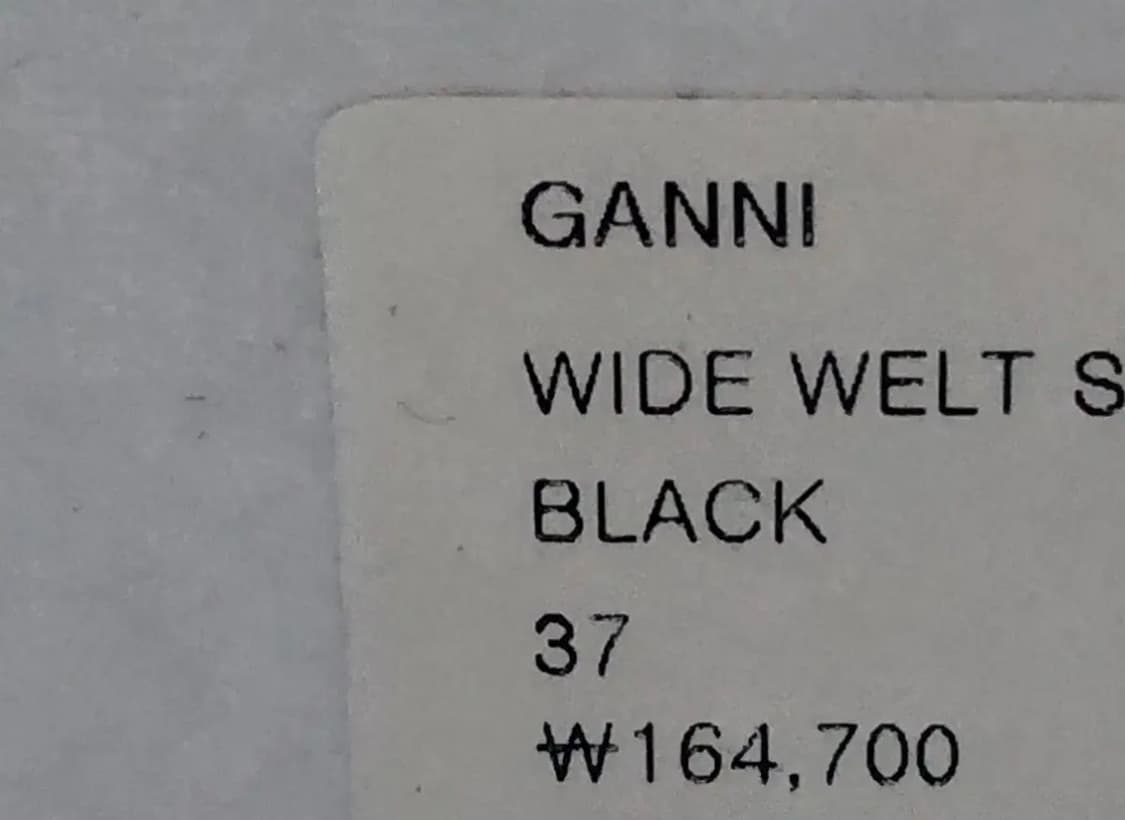 GANNI
WIDE WELT S
BLACK
37
₩164,700